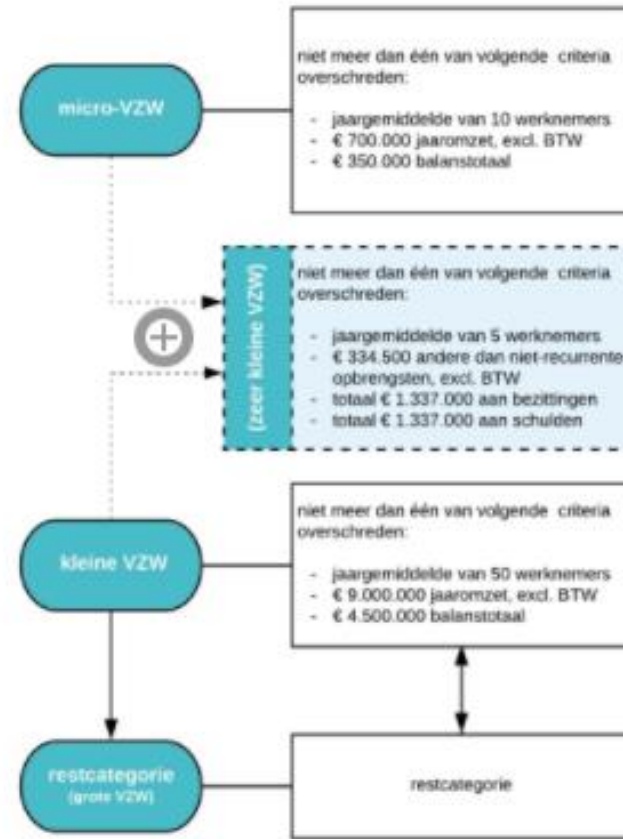 micro-VZW
niet meer dan één van volgende criteria
overschreden:
- jaargemiddelde van 10 werknemers
- € 700.000 jaaromzet, excl. BTW
- € 350.000 balanstotaal
(zeer kleine VZW)
niet meer dan één van volgende criteria
overschreden:
- jaargemiddelde van 5 werknemers
- € 334.500 andere dan niet-recurrente
opbrengsten, excl. BTW
- totaal € 1.337.000 aan bezittingen
- totaal € 1.337.000 aan schulden
kleine VZW
niet meer dan één van volgende criteria
overschreden:
- jaargemiddelde van 50 werknemers
- € 9.000.000 jaaromzet, excl. BTW
- € 4.500.000 balanstotaal
restcategorie
(grote VZW)
restcategorie